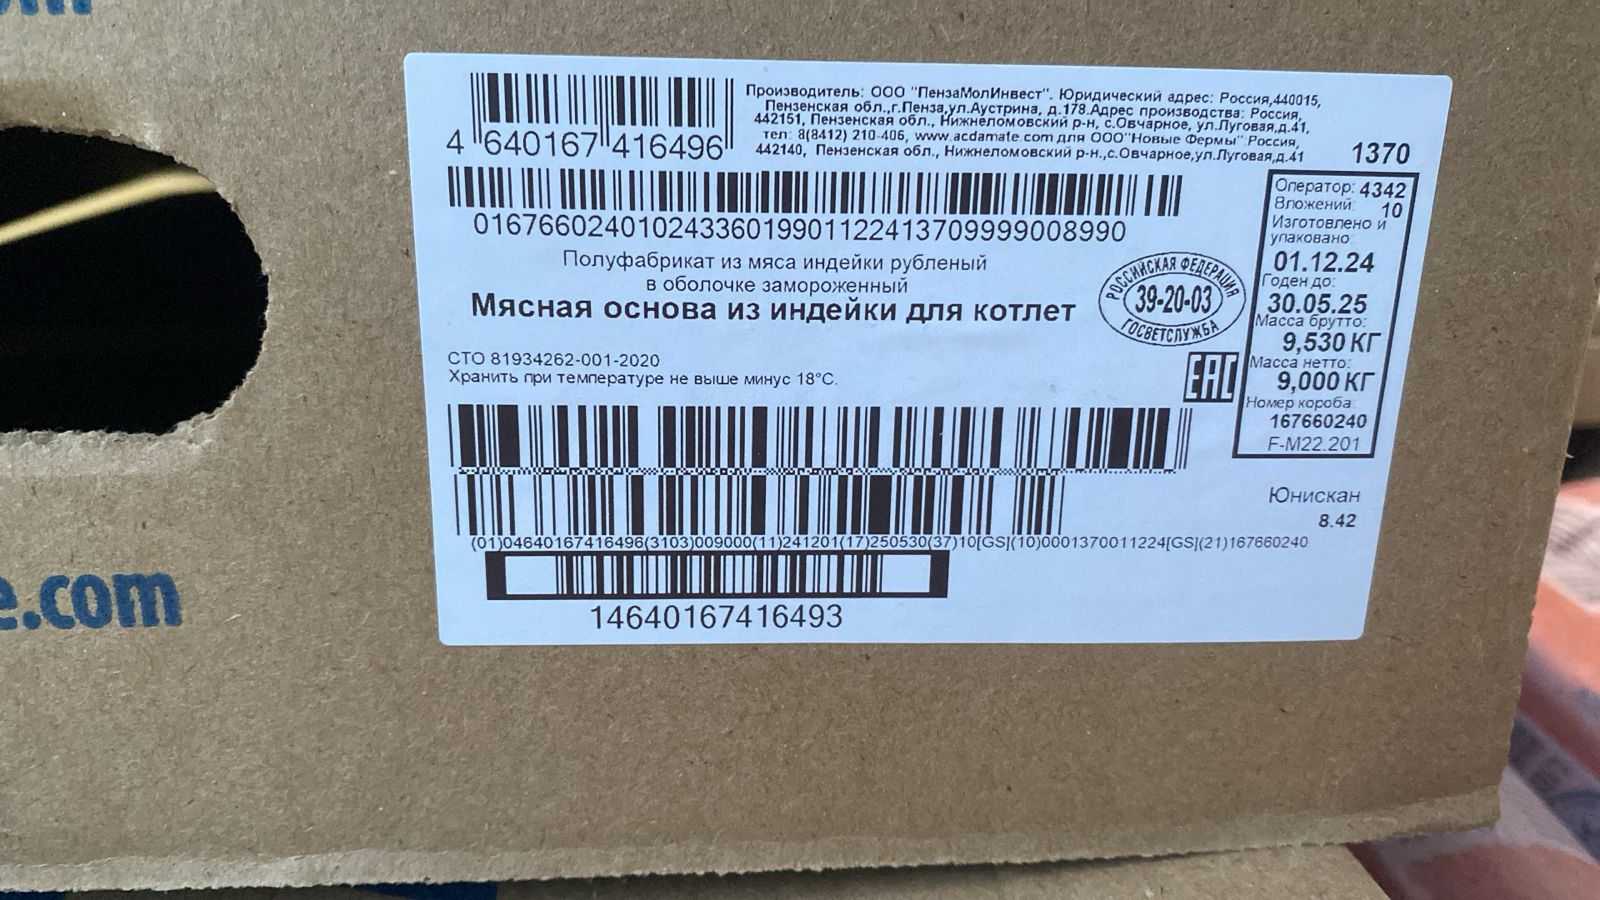 4 640167 416496
Производитель: ООО "ПензаМолИнвест". Юридический адрес: Россия,440015,
Пензенская обл.,г.Пенза,ул.Аустрина, д.178.Адрес производства: Россия,
442151, Пензенская обл., Нижнеломовский р-н, с.Овчарное, ул.Луговая,д.41,
тел: 8(8412) 210-406, www.acdamate.com для ООО"Новые Фермы".Россия,
442140, Пензенская обл., Нижнеломовский р-н.,с.Овчарное,ул.Луговая,д.41
1370
01676602401024336019901122413709999008990
Полуфабрикат из мяса индейки рубленый
в оболочке замороженный
Мясная основа из индейки для котлет
РОССИЙСКАЯ ФЕДЕРАЦИЯ
39-20-03
ГОСВЕТСЛУЖБА
EAC
Оператор: 4342
Вложений: 10
Изготовлено и
упаковано:
01.12.24
Годен до:
30.05.25
Масса брутто:
9,530 КГ
Масса нетто:
9,000 КГ
Номер короба:
167660240
F-M22.201
СТО 81934262-001-2020
Хранить при температуре не выше минус 18°C.
Юнискан
8.42
(01)04640167416496(3103)009000(11)241201(17)250530(37)10[GS](10)0001370011224[GS](21)167660240
14640167416493
e.com